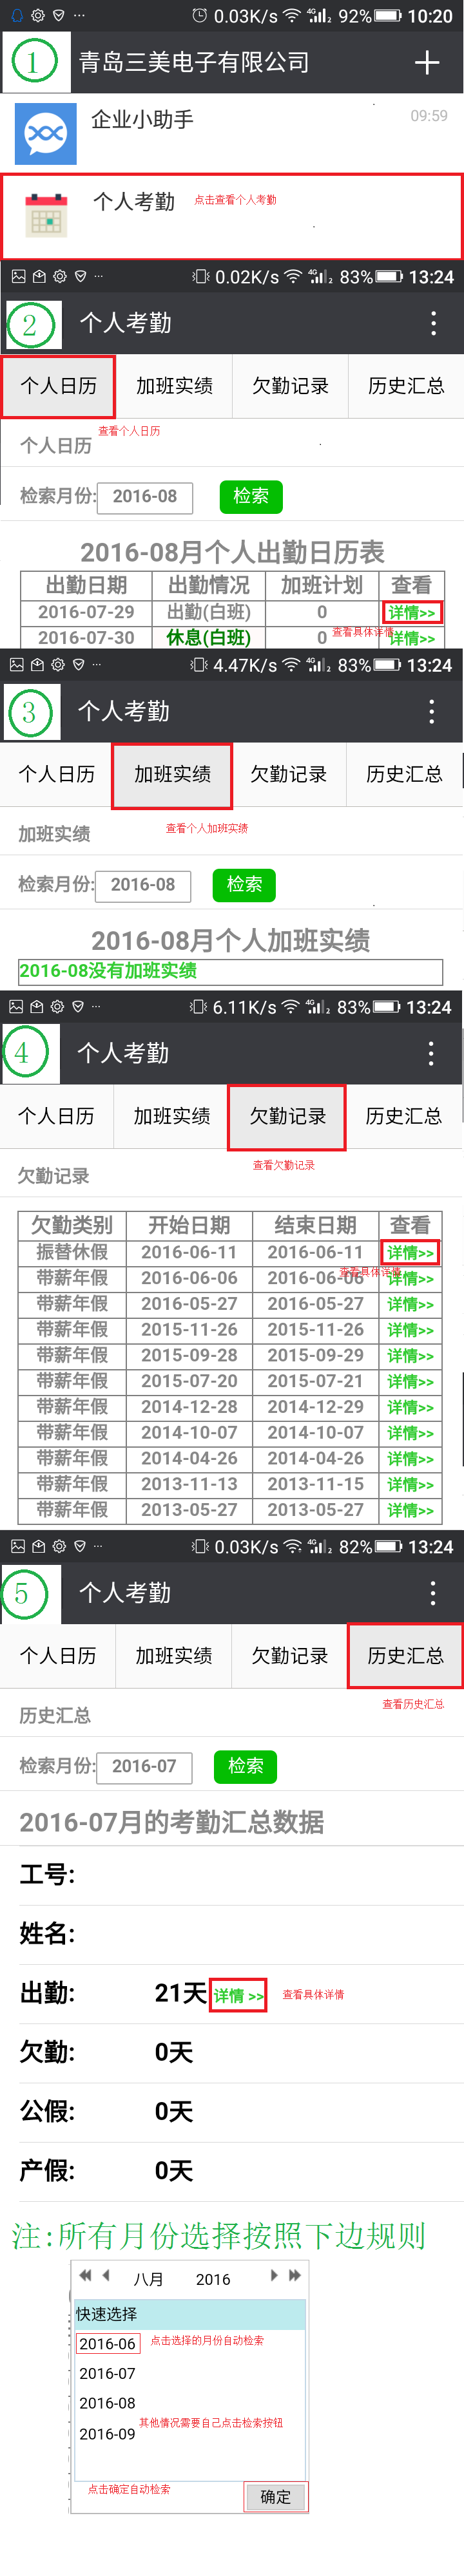 0.03K/s 4G 2 92% 10:20
1 青岛三美电子有限公司 +
企业小助手 09:59
个人考勤 点击查看个人考勤
0.02K/s 4G 2 83% 13:24
2 个人考勤
个人日历 加班实绩 欠勤记录 历史汇总
查看个人日历
个人日历
检索月份: 2016-08 检索
2016-08月个人出勤日历表
出勤日期 出勤情况 加班计划 查看
2016-07-29 出勤(白班) 0 详情>>
查看具体详情
2016-07-30 休息(白班) 0 详情>>
4.47K/s 4G 2 83% 13:24
3 个人考勤
个人日历 加班实绩 欠勤记录 历史汇总
加班实绩 查看个人加班实绩
检索月份: 2016-08 检索
2016-08月个人加班实绩
2016-08没有加班实绩
6.11K/s 4G 2 83% 13:24
4 个人考勤
个人日历 加班实绩 欠勤记录 历史汇总
查看欠勤记录
欠勤记录
欠勤类别 开始日期 结束日期 查看
振替休假 2016-06-11 2016-06-11 详情>>
查看具体详情
带薪年假 2016-06-06 2016-06-06 详情>>
带薪年假 2016-05-27 2016-05-27 详情>>
带薪年假 2015-11-26 2015-11-26 详情>>
带薪年假 2015-09-28 2015-09-29 详情>>
带薪年假 2015-07-20 2015-07-21 详情>>
带薪年假 2014-12-28 2014-12-29 详情>>
带薪年假 2014-10-07 2014-10-07 详情>>
带薪年假 2014-04-26 2014-04-26 详情>>
带薪年假 2013-11-13 2013-11-15 详情>>
带薪年假 2013-05-27 2013-05-27 详情>>
0.03K/s 4G 2 82% 13:24
5 个人考勤
个人日历 加班实绩 欠勤记录 历史汇总
查看历史汇总
历史汇总
检索月份: 2016-07 检索
2016-07月的考勤汇总数据
工号:
姓名:
出勤: 21天 详情 >> 查看具体详情
欠勤: 0天
公假: 0天
产假: 0天
注:所有月份选择按照下边规则
八月 2016
快速选择
2016-06 点击选择的月份自动检索
2016-07
2016-08
其他情况需要自己点击检索按钮
2016-09
点击确定自动检索
确定